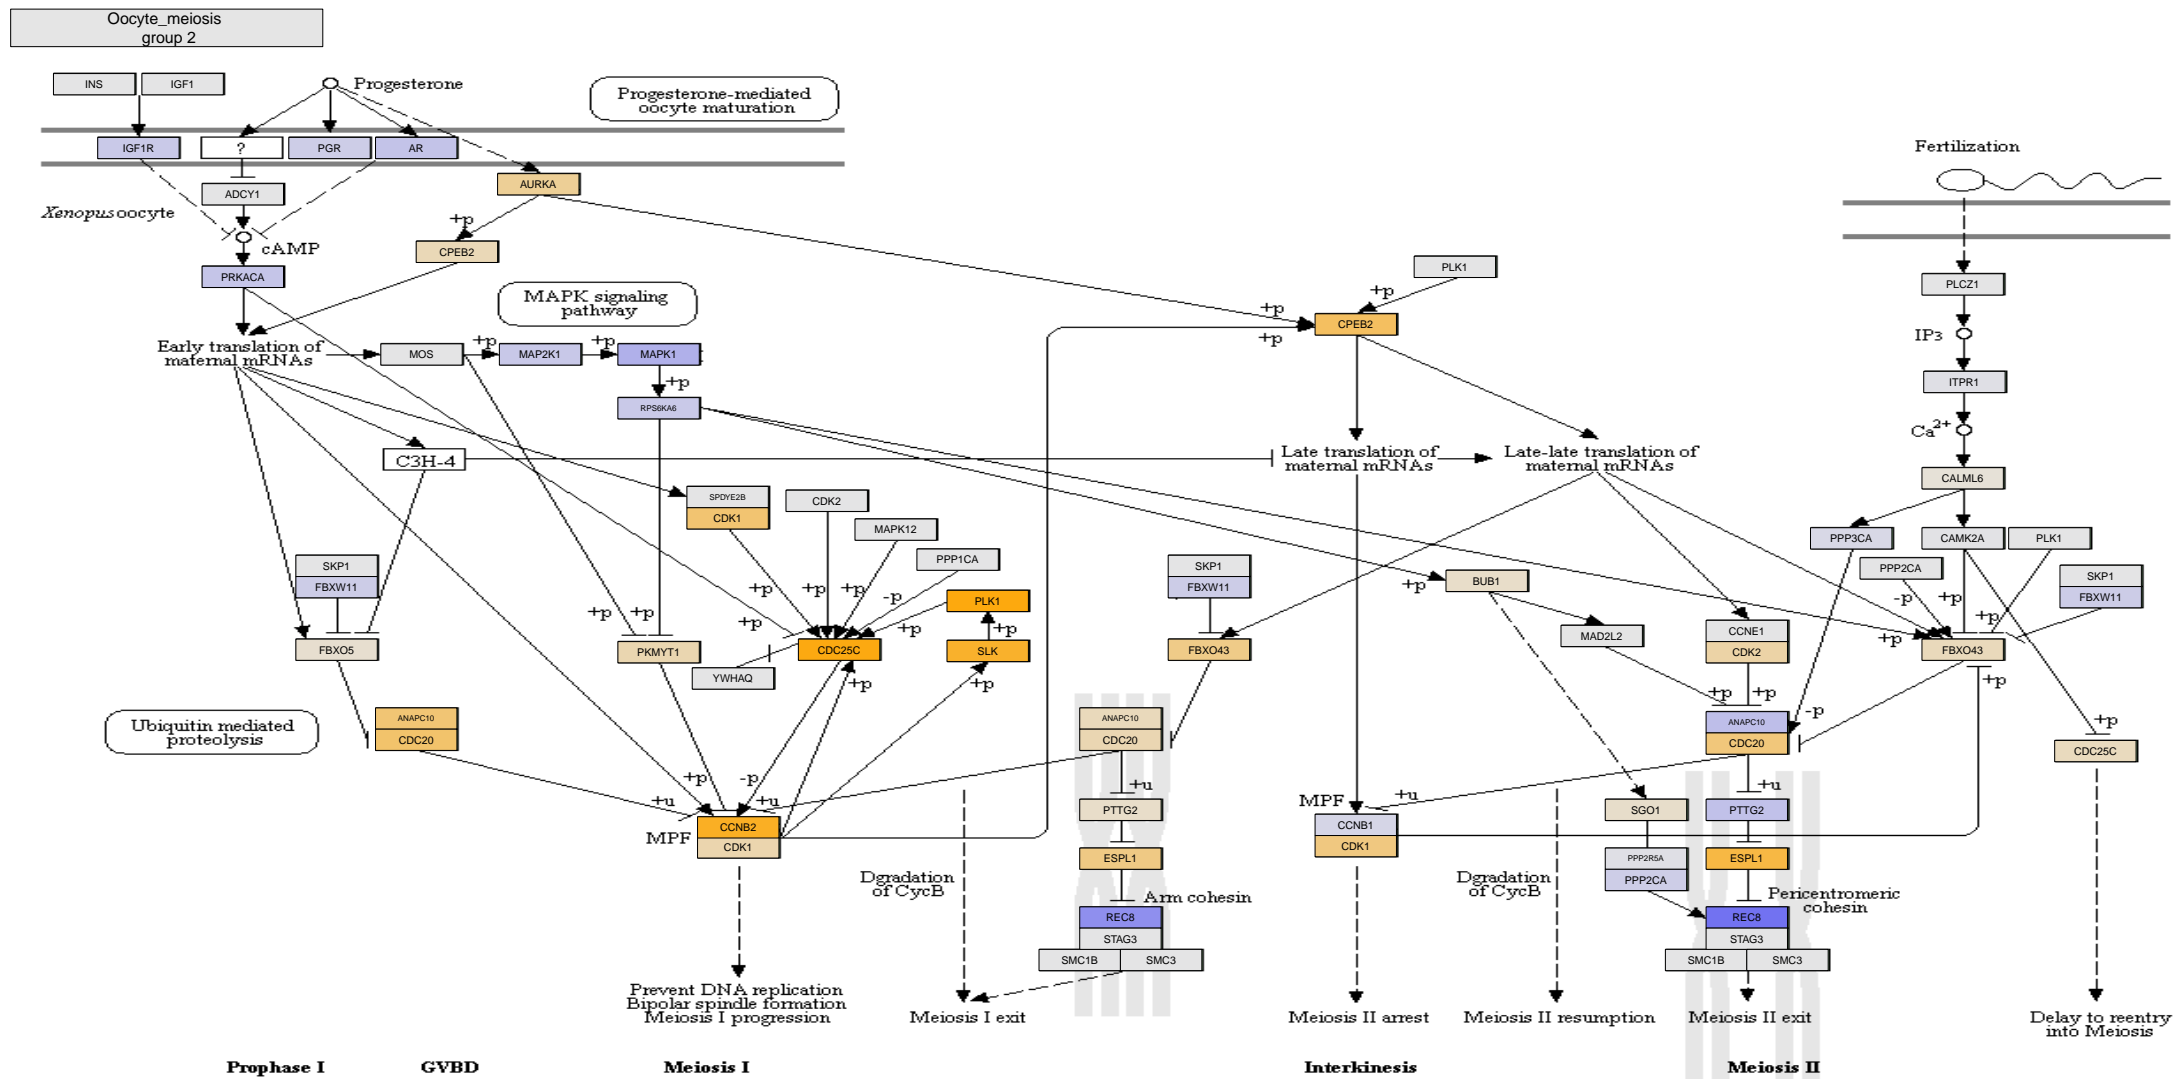 Oocyte_meiosis
group 2
INS
IGF1
Progesterone
Progesterone-mediated
oocyte maturation
IGF1R
?
PGR
AR
Fertilization
ADCY1
AURKA
Xenopus oocyte
+p
cAMP
CPEB2
PRKACA
PLK1
PLCZ1
MAPK signaling
pathway
+p
+p
CPEB2
+p
IP3
Early translation of
maternal mRNAs
MOS
+p
MAP2K1
+p
MAPK1
ITPR1
+p
RPS6KA6
Ca2+
C3H-4
Late translation of
maternal mRNAs
Late-late translation of
maternal mRNAs
CALML6
SPDYE2B
CDK1
CDK2
MAPK12
PPP1CA
PPP3CA
CAMK2A
PLK1
SKP1
FBXW11
SKP1
FBXW11
BUB1
PPP2CA
SKP1
FBXW11
+p
+p
+p
+p
+p
-p
PLK1
+p
-p
+p
+p
+p
+p
+p
FBXO5
PKMYT1
CDC25C
SLK
FBXO43
MAD2L2
CCNE1
CDK2
+p
FBXO43
YWHAQ
+p
+p
+p
+p
+p
Ubiquitin mediated
proteolysis
ANAPC10
CDC20
ANAPC10
CDC20
ANAPC10
CDC20
-p
+p
CDC25C
+p
-p
+u
+u
+u
+u
+u
MPF
CCNB2
CDK1
PTTG2
MPF
CCNB1
CDK1
SGO1
PTTG2
ESPL1
PPP2R5A
PPP2CA
ESPL1
Dgradation
of CycB
Dgradation
of CycB
Arm cohesin
Pericentromeric
cohesin
REC8
STAG3
SMC1B
SMC3
REC8
STAG3
SMC1B
SMC3
Prevent DNA replication
Bipolar spindle formation
Meiosis I progression
Meiosis I exit
Meiosis II arrest
Meiosis II resumption
Meiosis II exit
Delay to reentry
into Meiosis
Prophase I
GVBD
Meiosis I
Interkinesis
Meiosis II